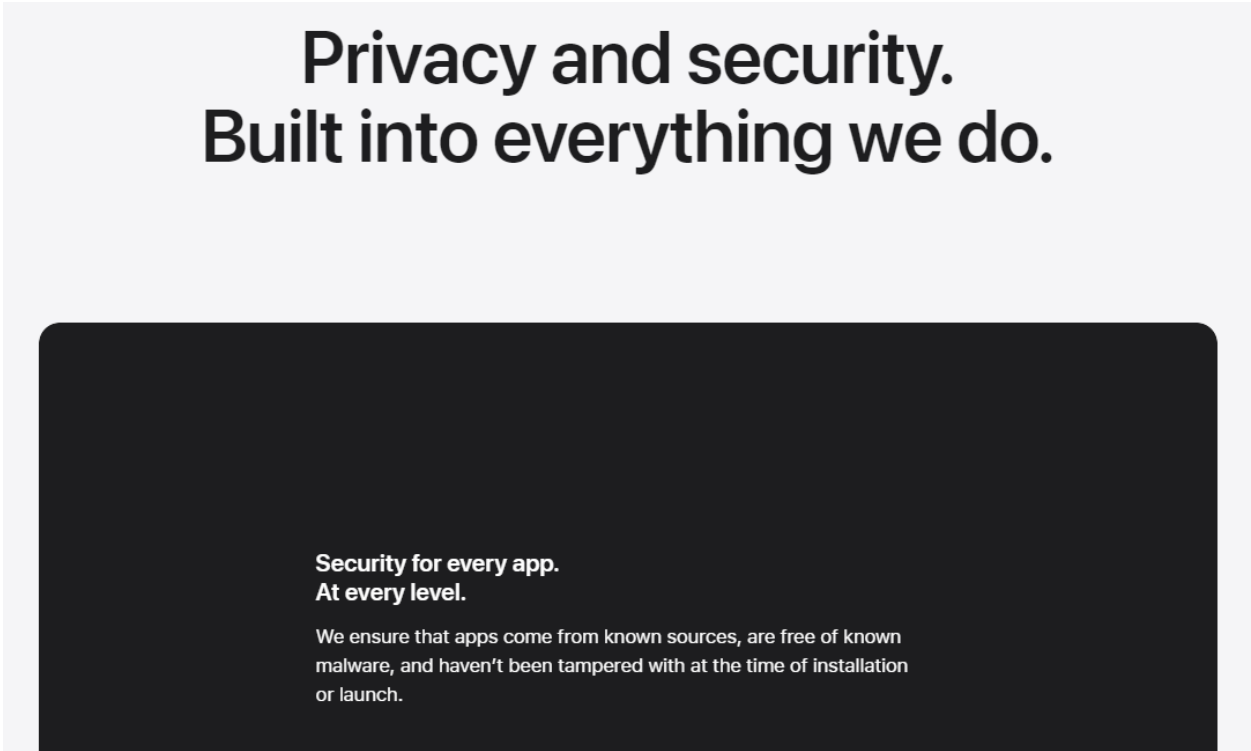 Privacy and security.
Built into everything we do.
Security for every app.
At every level.
We ensure that apps come from known sources, are free of known
malware, and haven’t been tampered with at the time of installation
or launch.